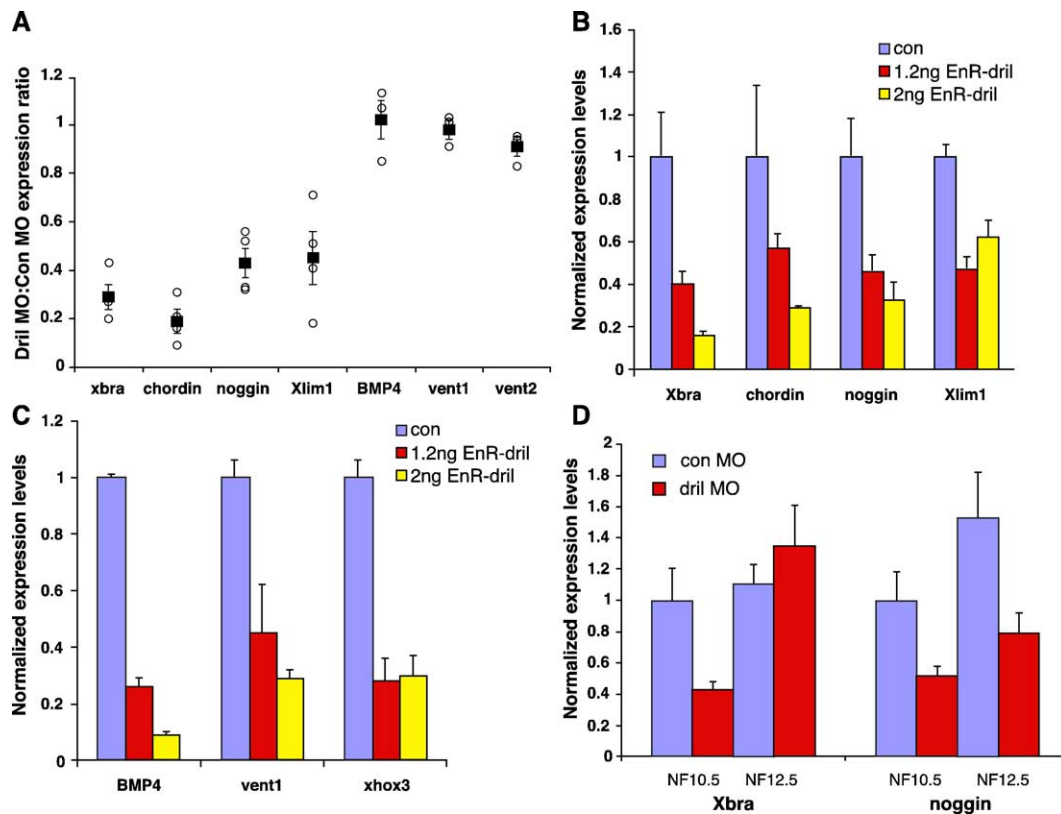 A
Dril MO:Con MO expression ratio
1.2
1
0.8
0.6
0.4
0.2
0
xbra chordin noggin Xlim1 BMP4 vent1 vent2
B
Normalized expression levels
1.6
1.4
1.2
1
0.8
0.6
0.4
0.2
0
con
1.2ng EnR-dril
2ng EnR-dril
Xbra chordin noggin Xlim1
C
Normalized expression levels
1.2
1
0.8
0.6
0.4
0.2
0
con
1.2ng EnR-dril
2ng EnR-dril
BMP4 vent1 xhox3
D
Normalized expression levels
2
1.8
1.6
1.4
1.2
1
0.8
0.6
0.4
0.2
0
con MO
dril MO
NF10.5 NF12.5 NF10.5 NF12.5
Xbra noggin